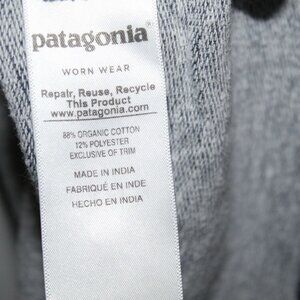 patagonia®
WORN WEAR
Repair, Reuse, Recycle
This Product
www.patagonia.com
88% ORGANIC COTTON
12% POLYESTER
EXCLUSIVE OF TRIM
MADE IN INDIA
FABRIQUÉ EN INDE
HECHO EN INDIA